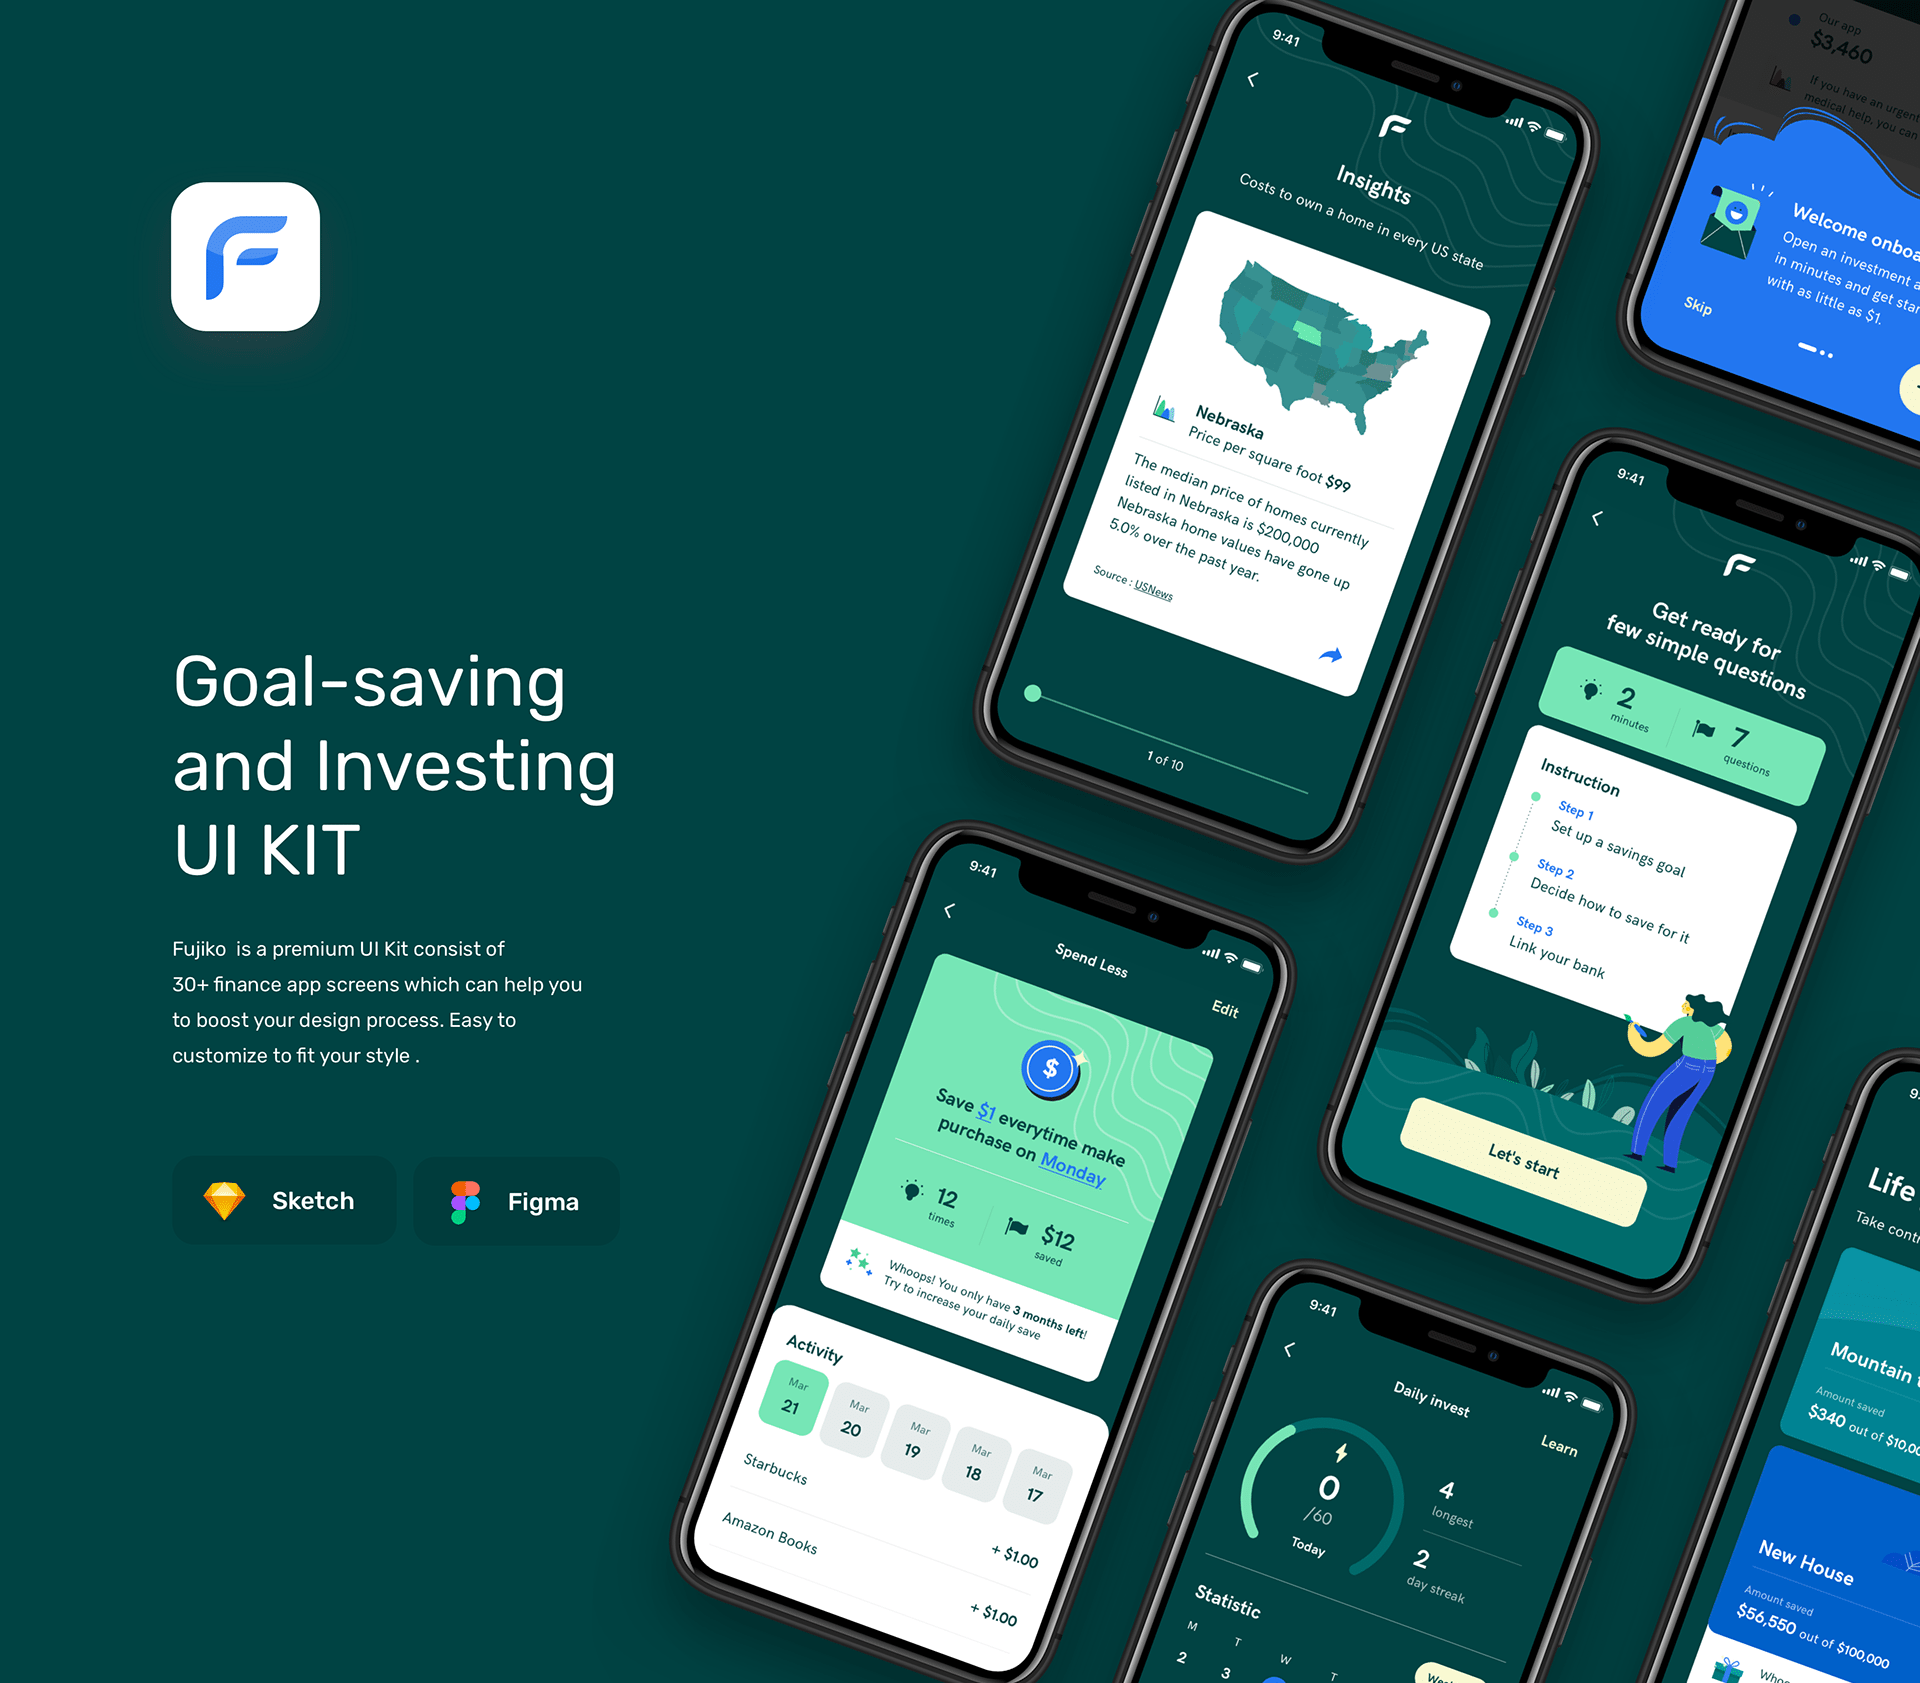 Goal-saving
and Investing
UI KIT
Fujiko is a premium UI Kit consist of
30+ finance app screens which can help you
to boost your design process. Easy to
customize to fit your style .
Sketch
Figma
9:41
Insights
Costs to own a home in every US state
Nebraska
Price per square foot $99
The median price of homes currently
listed in Nebraska is $200,000
Nebraska home values have gone up
5.0% over the past year.
Source : USNews
1 of 10
Our app
$3,460
If you have an urgent
medical help, you can
Welcome onboa
Open an investment a
in minutes and get star
with as little as $1.
Skip
9:41
Get ready for
few simple questions
2
minutes
7
questions
Instruction
Step 1
Set up a savings goal
Step 2
Decide how to save for it
Step 3
Link your bank
Let's start
9:41
Spend Less
Edit
$
Save $1 everytime make
purchase on Monday
12
times
$12
saved
Whoops! You only have 3 months left!
Try to increase your daily save
Activity
Mar
21
Mar
20
Mar
19
Mar
18
Mar
17
Starbucks
+ $1.00
Amazon Books
+ $1.00
9:41
Daily invest
Learn
0
/60
Today
4
longest
2
day streak
Statistic
M
T
W
T
2
3
9:
Life
Take contr
Mountain t
Amount saved
$340 out of $10,00
New House
Amount saved
$56,550 out of $100,000
Whoo